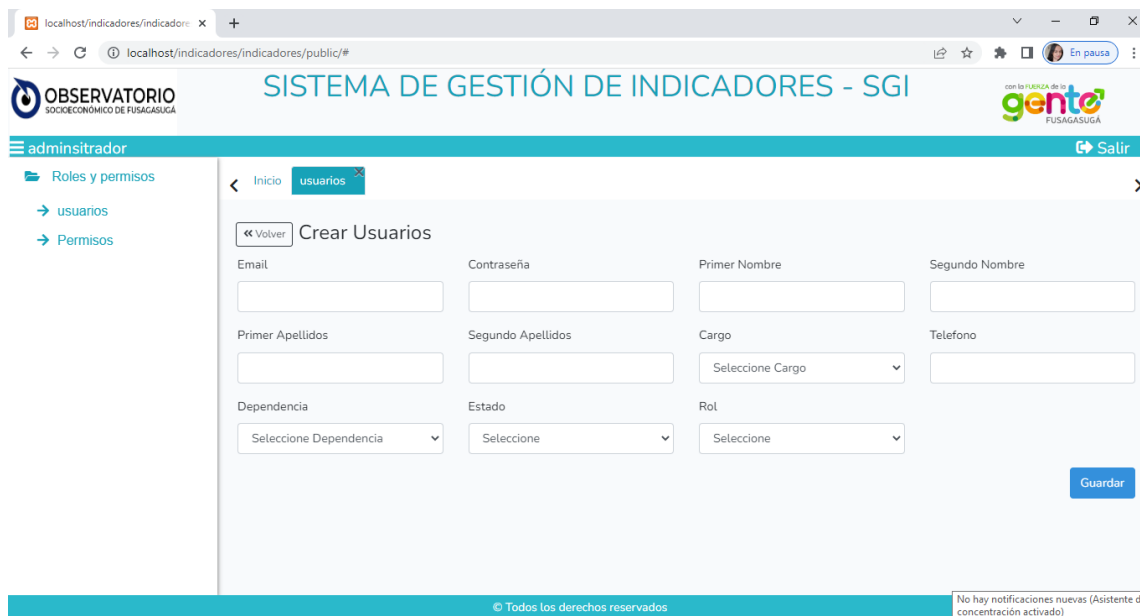 localhost/indicadores/indicadore
localhost/indicadores/indicadores/public/#
En pausa
OBSERVATORIO
SOCIOECONÓMICO DE FUSAGASUGÁ
SISTEMA DE GESTIÓN DE INDICADORES - SGI
con la FUERZA de la
gente
FUSAGASUGÁ
adminsitrador
Salir
Roles y permisos
usuarios
Permisos
Inicio
usuarios
Volver
Crear Usuarios
Email
Contraseña
Primer Nombre
Segundo Nombre
Primer Apellidos
Segundo Apellidos
Cargo
Telefono
Seleccione Cargo
Dependencia
Estado
Rol
Seleccione Dependencia
Seleccione
Seleccione
Guardar
© Todos los derechos reservados
No hay notificaciones nuevas (Asistente d
concentración activado)